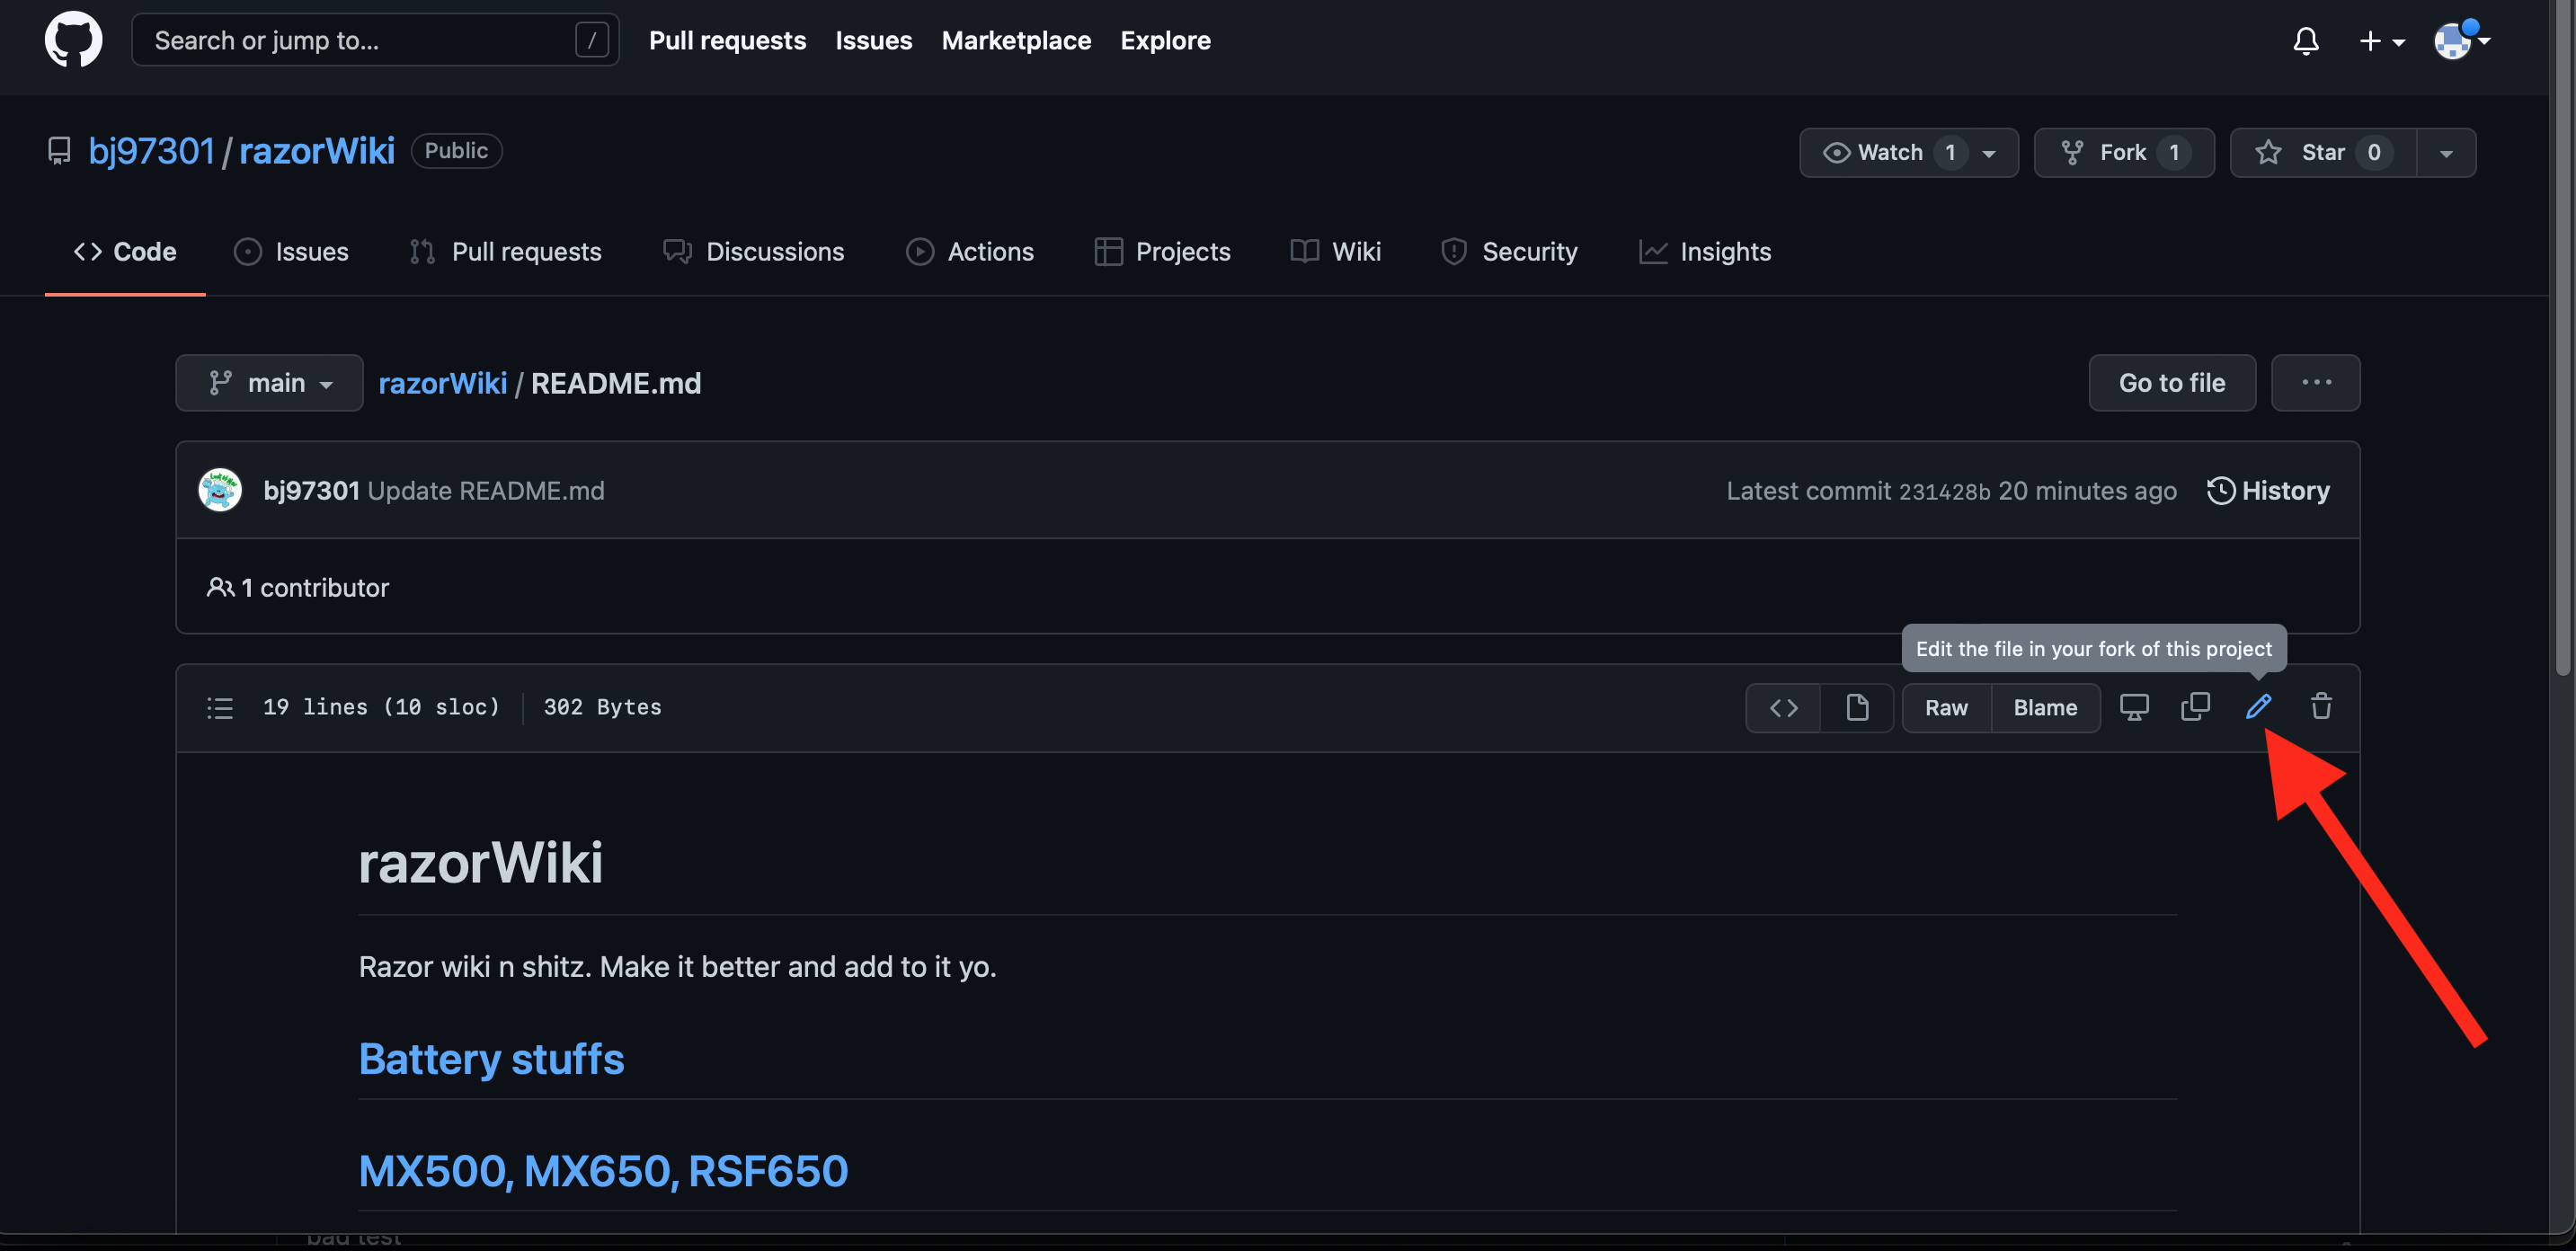 Search or jump to... /
Pull requests Issues Marketplace Explore
bj97301 / razorWiki Public
Watch 1 Fork 1 Star 0
Code Issues Pull requests Discussions Actions Projects Wiki Security Insights
main razorWiki / README.md Go to file ...
bj97301 Update README.md Latest commit 231428b 20 minutes ago History
1 contributor
Edit the file in your fork of this project
19 lines (10 sloc) 302 Bytes Raw Blame
razorWiki
Razor wiki n shitz. Make it better and add to it yo.
Battery stuffs
MX500, MX650, RSF650
bad test